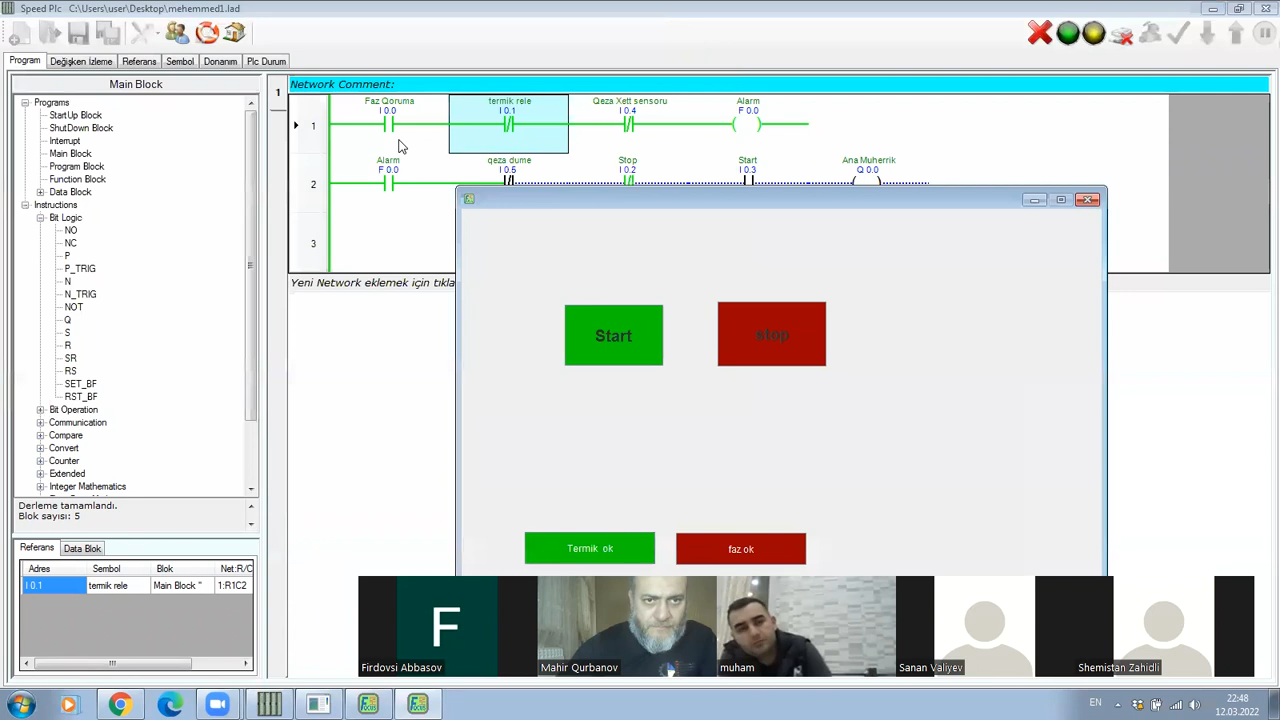 Speed Plc   C:\Users\user\Desktop\mehemmed1.lad
Program
Değişken İzleme
Referans
Sembol
Donanım
Plc Durum
Main Block
Programs
StartUp Block
ShutDown Block
Interrupt
Main Block
Program Block
Function Block
Data Block
Instructions
Bit Logic
NO
NC
P
P_TRIG
N
N_TRIG
NOT
Q
S
R
SR
RS
SET_BF
RST_BF
Bit Operation
Communication
Compare
Convert
Counter
Extended
Integer Mathematics
Derleme tamamlandı.
Blok sayısı: 5
Referans
Data Blok
Adres
Sembol
Blok
Net:R/C
I 0.1
termik rele
Main Block "
1:R1C2
1
Network Comment:
1
Faz Qoruma
I 0.0
termik rele
I 0.1
Qeza Xett sensoru
I 0.4
Alarm
F 0.0
2
Alarm
F 0.0
qeza dume
I 0.5
Stop
I 0.2
Start
I 0.3
Ana Muherrik
Q 0.0
3
Yeni Network eklemek için tıkla
Start
stop
Termik ok
faz ok
F
Firdovsi Abbasov
Mahir Qurbanov
muham
Sanan Valiyev
Shemistan Zahidli
EN
22:48
12.03.2022